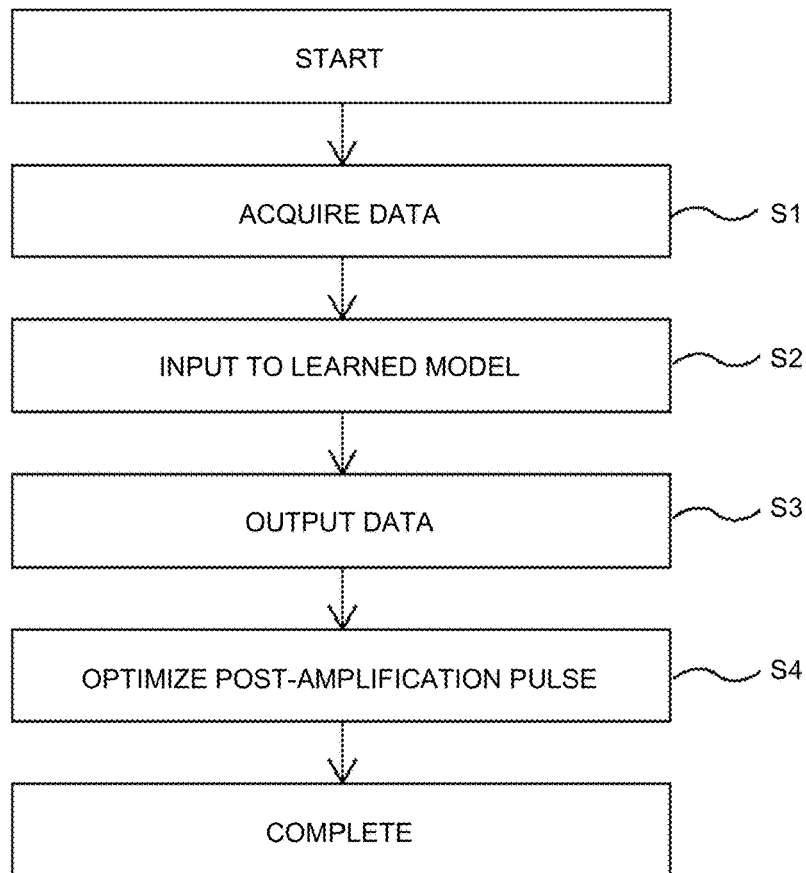 START
ACQUIRE DATA
S1
INPUT TO LEARNED MODEL
S2
OUTPUT DATA
S3
OPTIMIZE POST-AMPLIFICATION PULSE
S4
COMPLETE